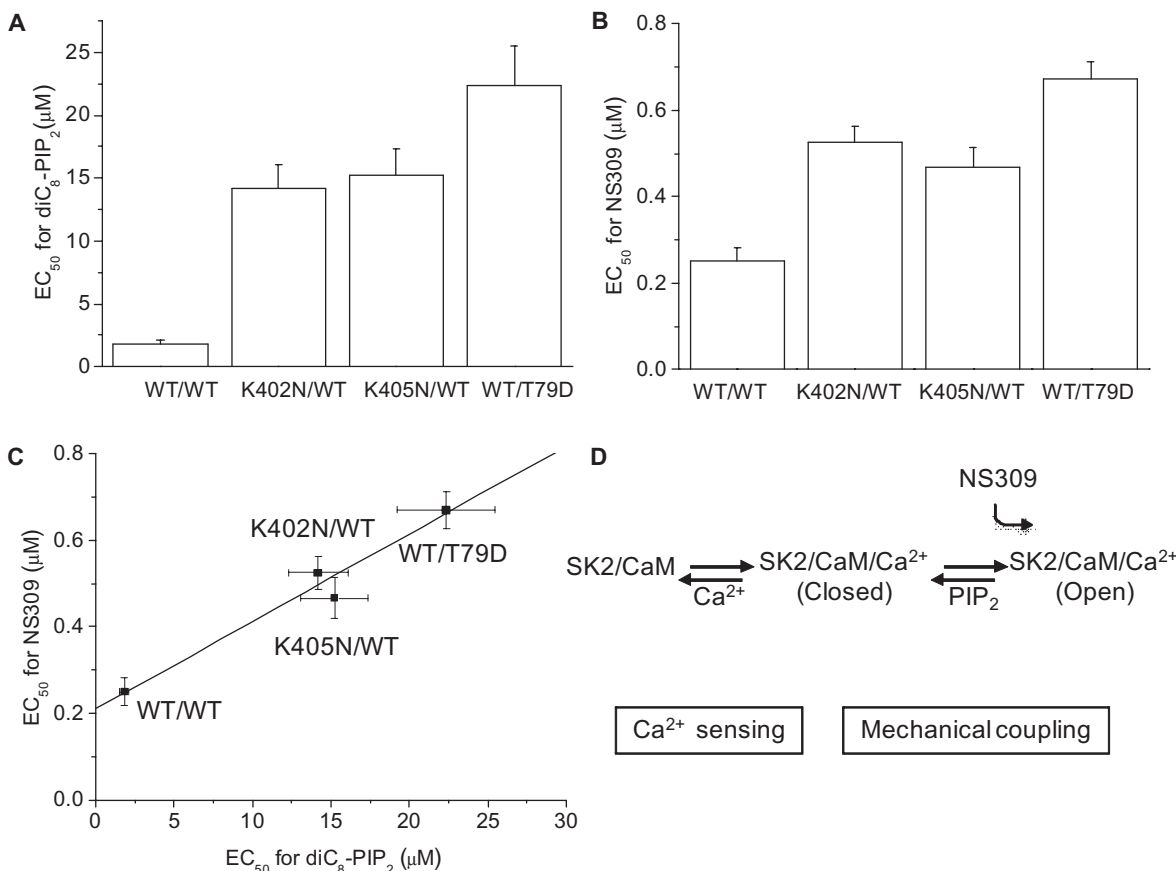 A
EC₅₀ for diC₈-PIP₂(μM)
25
20
15
10
5
0
WT/WT K402N/WT K405N/WT WT/T79D
B
EC₅₀ for NS309 (μM)
0.8
0.6
0.4
0.2
0.0
WT/WT K402N/WT K405N/WT WT/T79D
C
EC₅₀ for NS309 (μM)
0.8
0.6
0.4
0.2
0.0
K402N/WT
WT/T79D
K405N/WT
WT/WT
0 5 10 15 20 25 30
EC₅₀ for diC₈-PIP₂ (μM)
D
NS309
SK2/CaM SK2/CaM/Ca²⁺ SK2/CaM/Ca²⁺
Ca²⁺ (Closed) PIP₂ (Open)
Ca²⁺ sensing Mechanical coupling